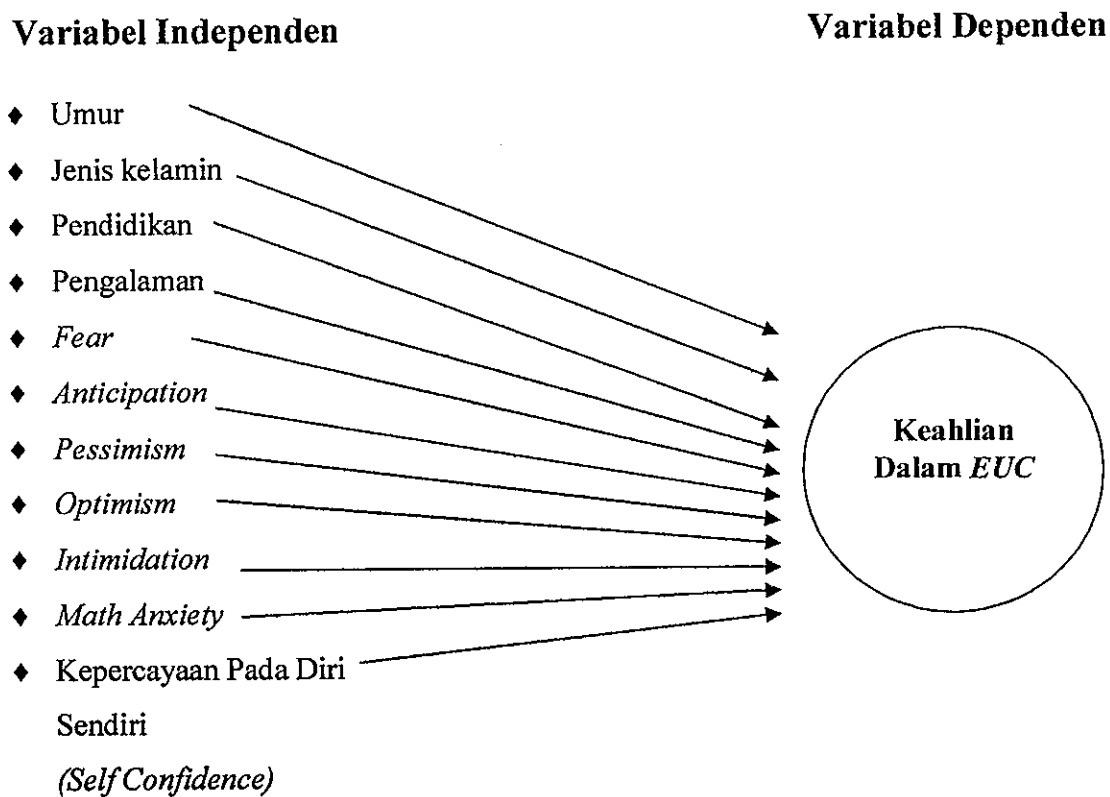 Variabel Independen
Variabel Dependen
♦ Umur
♦ Jenis kelamin
♦ Pendidikan
♦ Pengalaman
♦ Fear
♦ Anticipation
♦ Pessimism
♦ Optimism
♦ Intimidation
♦ Math Anxiety
♦ Kepercayaan Pada Diri
Sendiri
(Self Confidence)
Keahlian
Dalam EUC